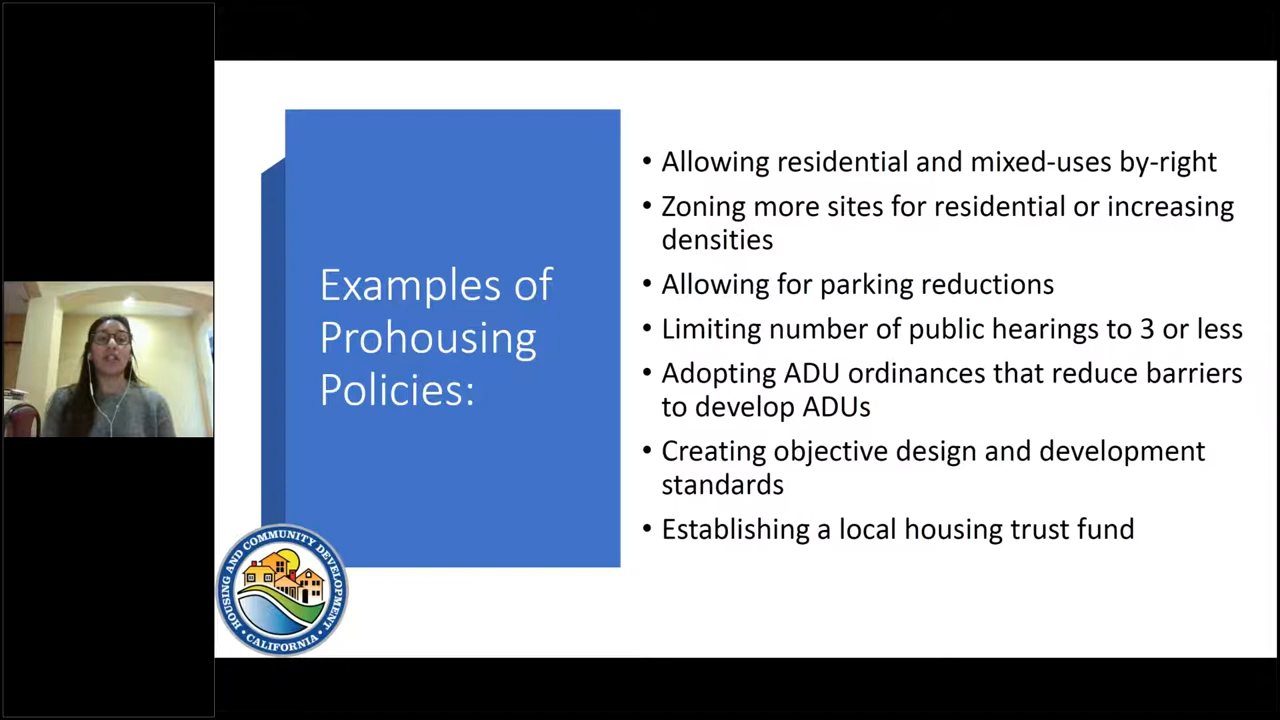 Examples of
Prohousing
Policies:
• Allowing residential and mixed-uses by-right
• Zoning more sites for residential or increasing
densities
• Allowing for parking reductions
• Limiting number of public hearings to 3 or less
• Adopting ADU ordinances that reduce barriers
to develop ADUs
• Creating objective design and development
standards
• Establishing a local housing trust fund
HOUSING AND COMMUNITY DEVELOPMENT
• CALIFORNIA •